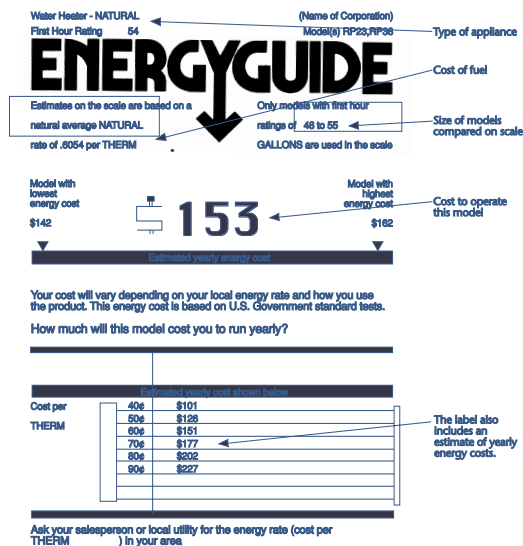 Water Heater - NATURAL (Name of Corporation)
First Hour Rating 54 Model(s) RP23,RP36
Type of appliance
ENERGYGUIDE
Cost of fuel
Estimates on the scale are based on a
natural average NATURAL
rate of .6054 per THERM
Only models with first hour
ratings of 48 to 55
GALLONS are used in the scale
Size of models
compared on scale
Model with
lowest
energy cost
$142
$ 153
Model with
highest
energy cost
$162
Cost to operate
this model
Estimated yearly energy cost
Your cost will vary depending on your local energy rate and how you use
the product. This energy cost is based on U.S. Government standard tests.
How much will this model cost you to run yearly?
Estimated yearly cost shown below
Cost per
THERM
40¢ $101
50¢ $126
60¢ $151
70¢ $177
80¢ $202
90¢ $227
The label also
includes an
estimate of yearly
energy costs.
Ask your salesperson or local utility for the energy rate (cost per
THERM ) in your area